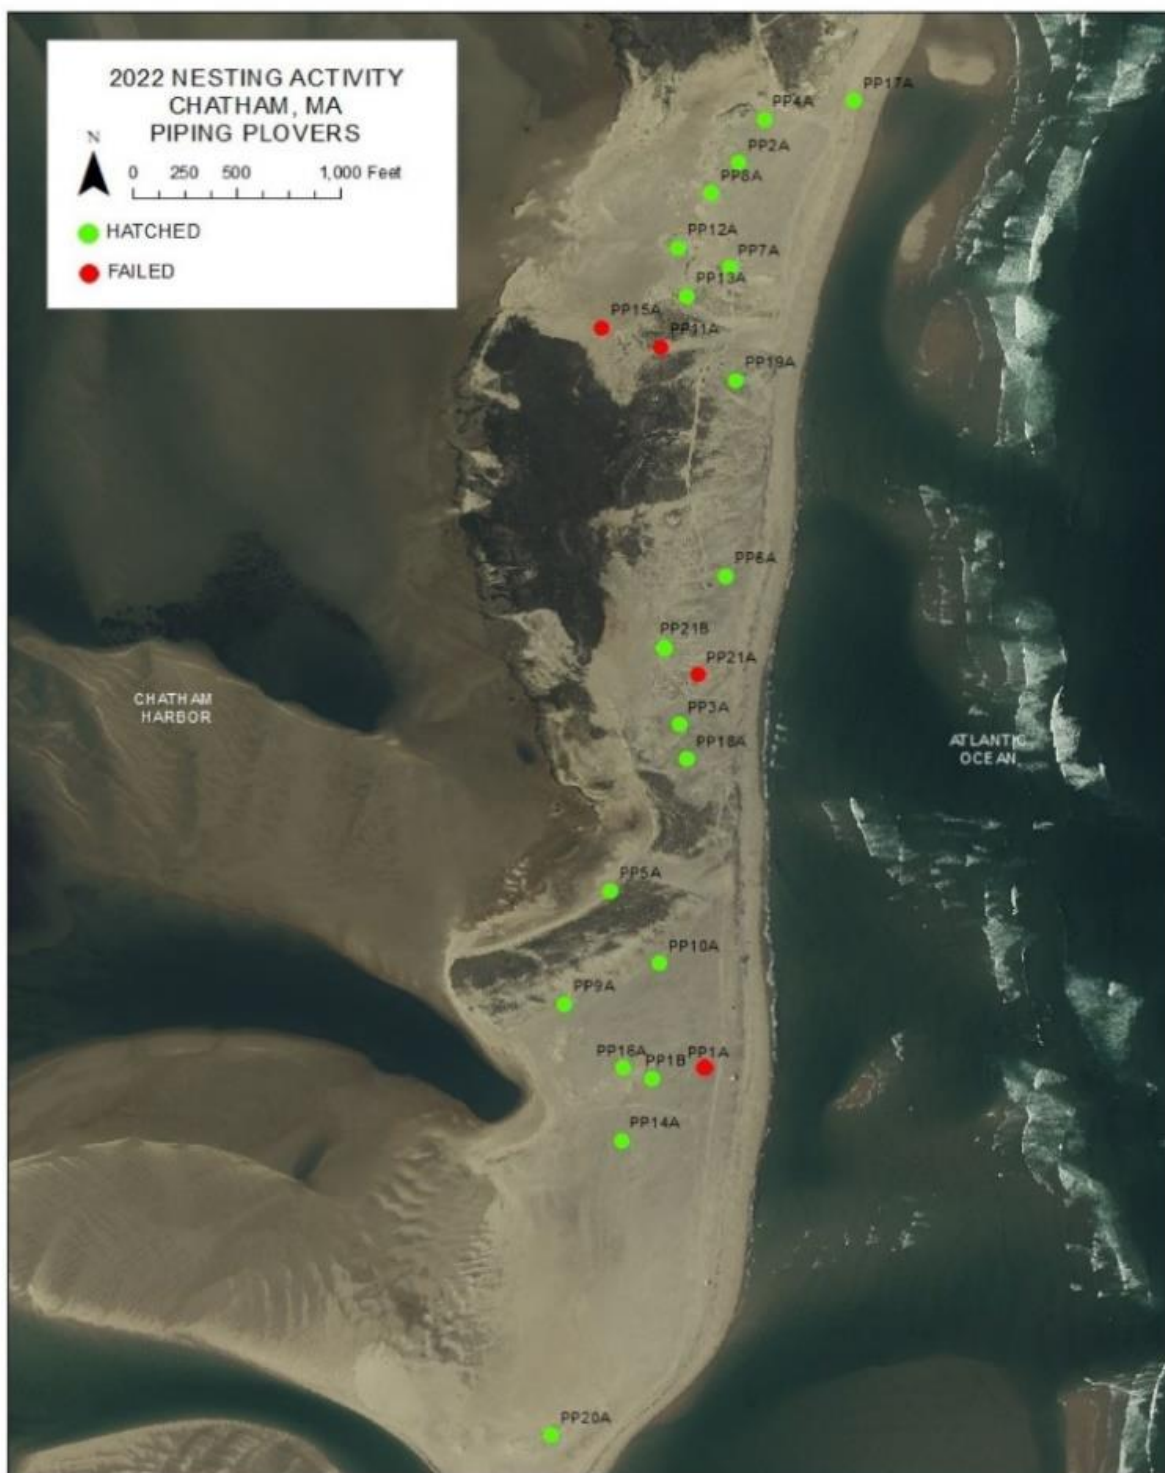 2022 NESTING ACTIVITY
CHATHAM, MA
PIPING PLOVERS
N
0 250 500 1,000 Feet
HATCHED
FAILED
PP17A
PP4A
PP2A
PP8A
PP12A
PP7A
PP13A
PP15A
PP11A
PP19A
PP6A
PP21B
PP21A
CHATHAM
HARBOR
PP3A
ATLANTIC
OCEAN
PP18A
PP5A
PP10A
PP9A
PP16A
PP1B
PP1A
PP14A
PP20A